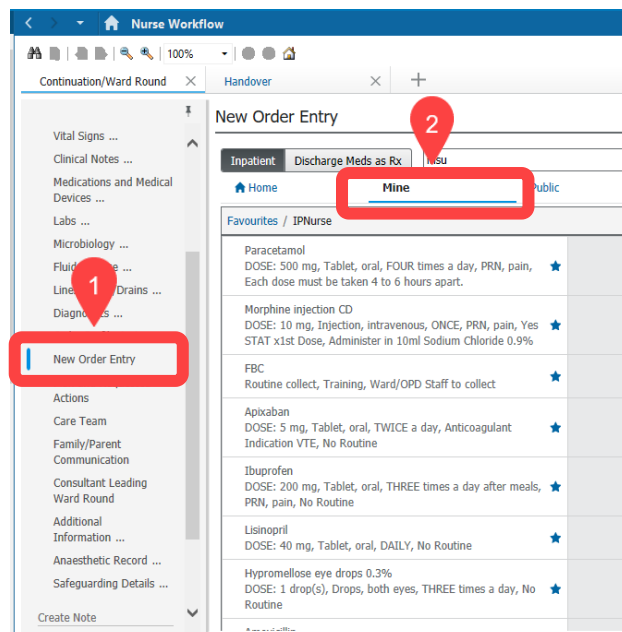 Nurse Workflow
100%
Continuation/Ward Round
Handover
Vital Signs ...
Clinical Notes ...
Medications and Medical
Devices ...
Labs ...
Microbiology ...
Drains ...
New Order Entry
Actions
Care Team
Family/Parent
Communication
Consultant Leading
Ward Round
Additional
Information ...
Anaesthetic Record ...
Safeguarding Details ...
Create Note
1
New Order Entry
2
Inpatient Discharge Meds as Rx
Home Mine
Favourites / IPNurse
Paracetamol
DOSE: 500 mg, Tablet, oral, FOUR times a day, PRN, pain,
Each dose must be taken 4 to 6 hours apart.
Morphine injection CD
DOSE: 10 mg, Injection, intravenous, ONCE, PRN, pain, Yes
STAT x1st Dose, Administer in 10ml Sodium Chloride 0.9%
FBC
Routine collect, Training, Ward/OPD Staff to collect
Apixaban
DOSE: 5 mg, Tablet, oral, TWICE a day, Anticoagulant
Indication VTE, No Routine
Ibuprofen
DOSE: 200 mg, Tablet, oral, THREE times a day after meals,
PRN, pain, No Routine
Lisinopril
DOSE: 40 mg, Tablet, oral, DAILY, No Routine
Hypromellose eye drops 0.3%
DOSE: 1 drop(s), Drops, both eyes, THREE times a day, No
Routine